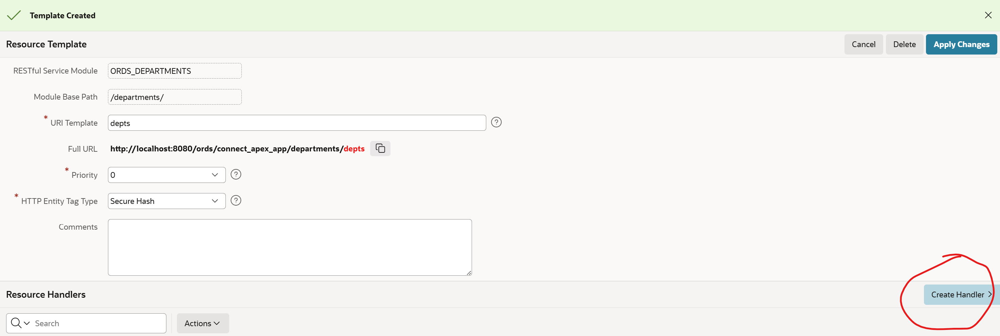 Template Created
Resource Template
Cancel
Delete
Apply Changes
RESTful Service Module
ORDS_DEPARTMENTS
Module Base Path
/departments/
* URI Template
depts
?
Full URL
http://localhost:8080/ords/connect_apex_app/departments/depts
* Priority
0
?
* HTTP Entity Tag Type
Secure Hash
?
Comments
Resource Handlers
Create Handler
Search
Actions